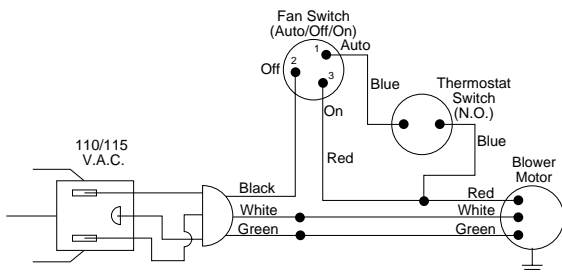 Fan Switch
(Auto/Off/On)
1
Auto
2
Off
3
On
Blue
Thermostat
Switch
(N.O.)
Blue
110/115
V.A.C.
Red
Blower
Motor
Black
Red
White
White
Green
Green